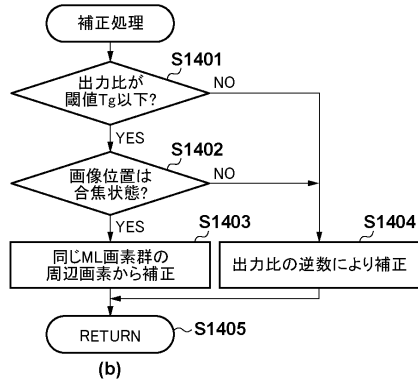 補正処理
S1401
出力比が
閾値Tg以下?
NO
YES
S1402
画像位置は
合焦状態?
NO
YES
S1403
同じML画素群の
周辺画素から補正
S1404
出力比の逆数により補正
RETURN
S1405
(b)